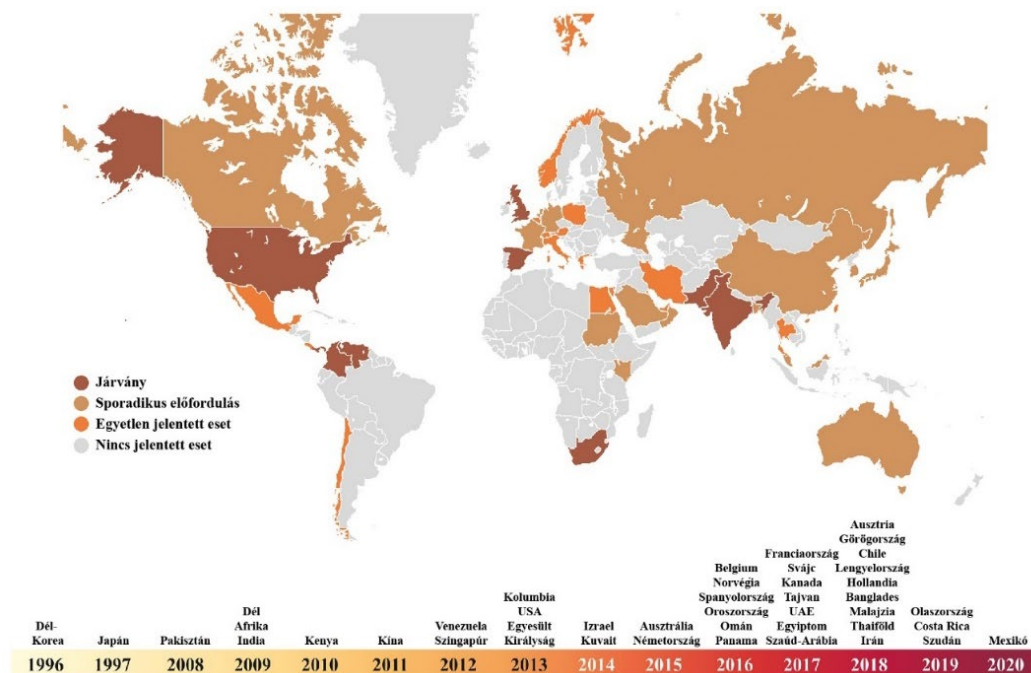 Járvány
Sporadikus előfordulás
Egyetlen jelentett eset
Nincs jelentett eset
Dél-
Korea
1996
Japán
1997
Pakisztán
2008
Dél
Afrika
India
2009
Kenya
2010
Kína
2011
Venezuela
Szingapúr
2012
Kolumbia
USA
Egyesült
Királyság
2013
Izrael
Kuvait
2014
Ausztrália
Németország
2015
Belgium
Norvégia
Spanyolország
Oroszország
Omán
Panama
2016
Franciaország
Svájc
Kanada
Tajvan
UAE
Egyiptom
Szaúd-Arábia
2017
Ausztria
Görögország
Chile
Lengyelország
Hollandia
Banglades
Malajzia
Thaiföld
Irán
2018
Olaszország
Costa Rica
Szudán
2019
Mexikó
2020